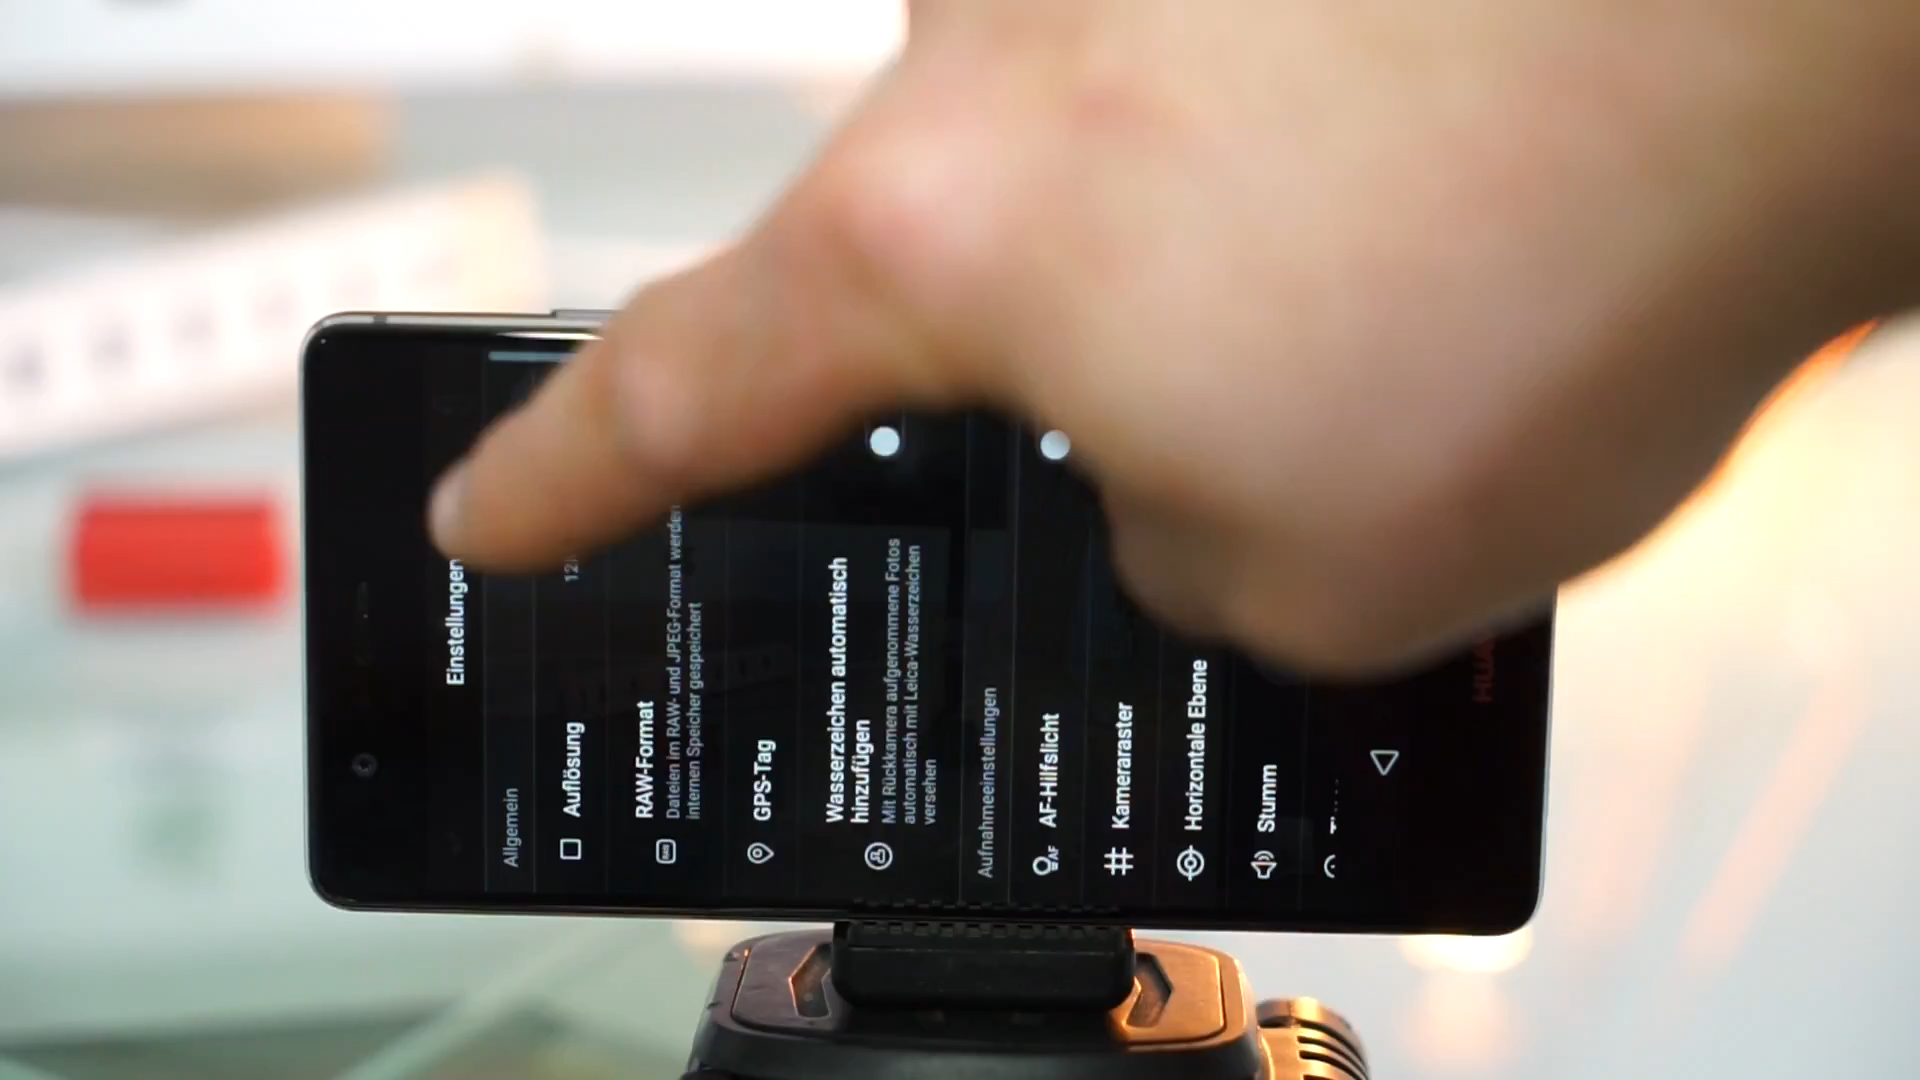 Einstellungen
Allgemein
Auflösung
12
RAW-Format
Dateien im RAW- und JPEG-Format werden
internen Speicher gespeichert
GPS-Tag
Wasserzeichen automatisch
hinzufügen
Mit Rückkamera aufgenommene Fotos
automatisch mit Leica-Wasserzeichen
versehen
Aufnahmeeinstellungen
AF-Hilfslicht
Kameraraster
Horizontale Ebene
Stumm